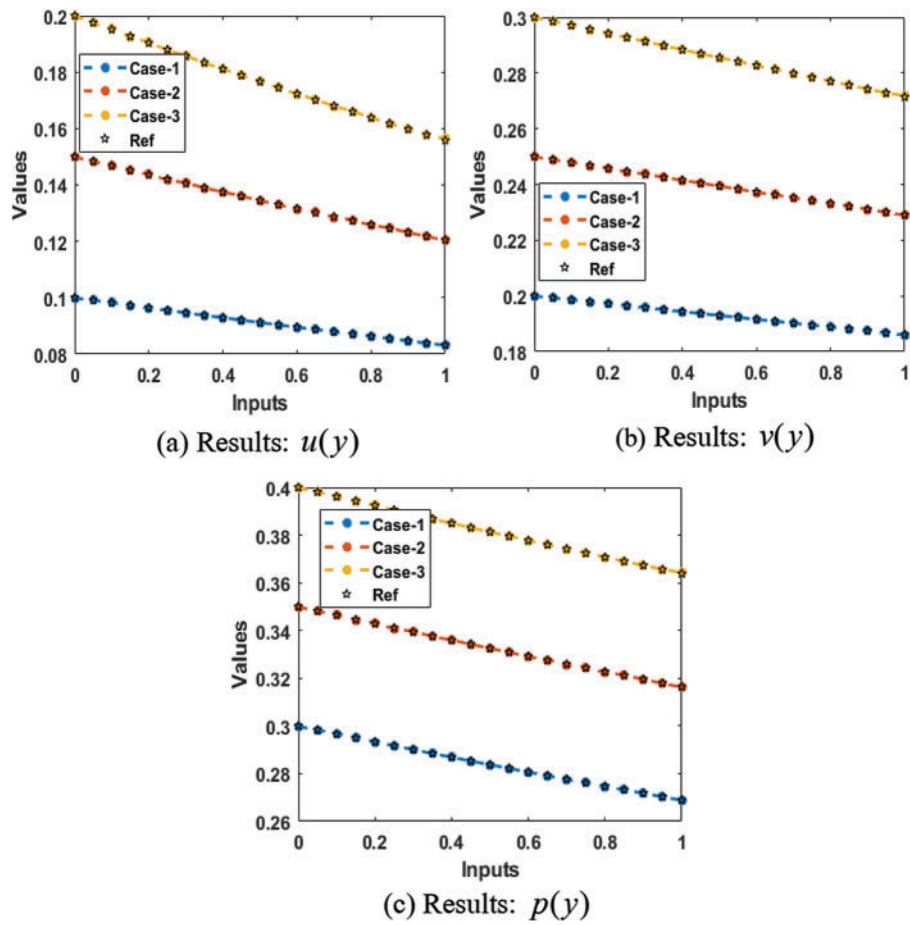 0.2
0.18
0.16
0.14
0.12
0.1
0.08
Values
Case-1
Case-2
Case-3
Ref
0 0.2 0.4 0.6 0.8 1
Inputs
(a) Results: u(y)
0.3
0.28
0.26
0.24
0.22
0.2
0.18
Values
Case-1
Case-2
Case-3
Ref
0 0.2 0.4 0.6 0.8 1
Inputs
(b) Results: v(y)
0.4
0.38
0.36
0.34
0.32
0.3
0.28
0.26
Values
Case-1
Case-2
Case-3
Ref
0 0.2 0.4 0.6 0.8 1
Inputs
(c) Results: p(y)